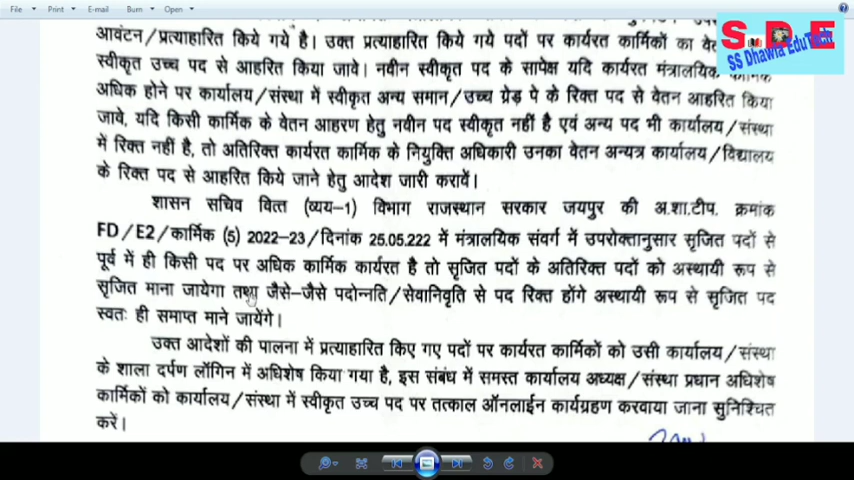 File Print E-mail Burn Open
S D E
SS Dhawla EduTech
आवंटन/प्रत्याहारित किये गये है। उक्त प्रत्याहारित किये गये पदों पर कार्यरत कार्मिकों का
स्वीकृत उच्च पद से आहरित किया जावे। नवीन स्वीकृत पद के सापेक्ष यदि कार्यरत मंत्रालयिक कार्मिक
अधिक होने पर कार्यालय/संस्था में स्वीकृत अन्य समान/उच्च ग्रेड पे के रिक्त पद से वेतन आहरित किया
जावे, यदि किसी कार्मिक के वेतन आहरण हेतु नवीन पद स्वीकृत नहीं है एवं अन्य पद भी कार्यालय/संस्था
में रिक्त नहीं है, तो अतिरिक्त कार्यरत कार्मिक के नियुक्ति अधिकारी उनका वेतन अन्यत्र कार्यालय/विद्यालय
के रिक्त पद से आहरित किये जाने हेतु आदेश जारी करावें।
शासन सचिव वित्त (व्यय-1) विभाग राजस्थान सरकार जयपुर की अ.शा.टीप. क्रमांक
FD/E2/कार्मिक (5) 2022-23/दिनांक 25.05.222 में मंत्रालयिक संवर्ग में उपरोक्तानुसार सृजित पदों से
पूर्व में ही किसी पद पर अधिक कार्मिक कार्यरत है तो सृजित पदों के अतिरिक्त पदों को अस्थायी रूप से
सृजित माना जायेगा तथा जैसे-जैसे पदोन्नति/सेवानिवृति से पद रिक्त होंगे अस्थायी रूप से सृजित पद
स्वतः ही समाप्त माने जायेंगे।
उक्त आदेशों की पालना में प्रत्याहारित किए गए पदों पर कार्यरत कार्मिकों को उसी कार्यालय/संस्था
के शाला दर्पण लॉगिन में अधिशेष किया गया है, इस संबंध में समस्त कार्यालय अध्यक्ष/संस्था प्रधान अधिशेष
कार्मिकों को कार्यालय/संस्था में स्वीकृत उच्च पद पर तत्काल ऑनलाईन कार्यग्रहण करवाया जाना सुनिश्चित
करें।